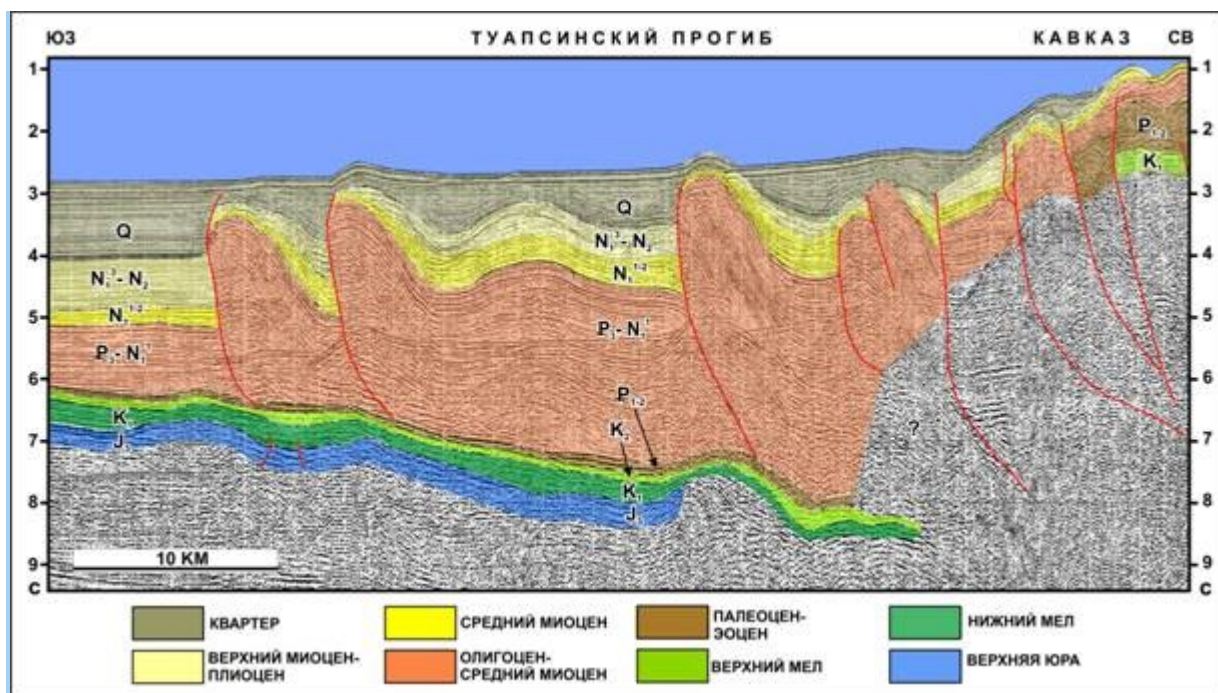 ЮЗ ТУАПСИНСКИЙ ПРОГИБ КАВКАЗ СВ
1 1
2 2
P₁₋₂
K₂
3 3
Q Q
N₁³- N₂
4 4
N₁³- N₂
N₁¹⁻²
N₁¹⁻²
5 5
P₃- N₁¹ P₃- N₁¹
6 6
P₁₋₂
K₂
?
7 7
K₁
8 8
10 КМ
9 9
С С
КВАРТЕР
СРЕДНИЙ МИОЦЕН
ПАЛЕОЦЕН-
ЭОЦЕН
НИЖНИЙ МЕЛ
ВЕРХНИЙ МИОЦЕН-
ПЛИОЦЕН
ОЛИГОЦЕН-
СРЕДНИЙ МИОЦЕН
ВЕРХНИЙ МЕЛ
ВЕРХНЯЯ ЮРА